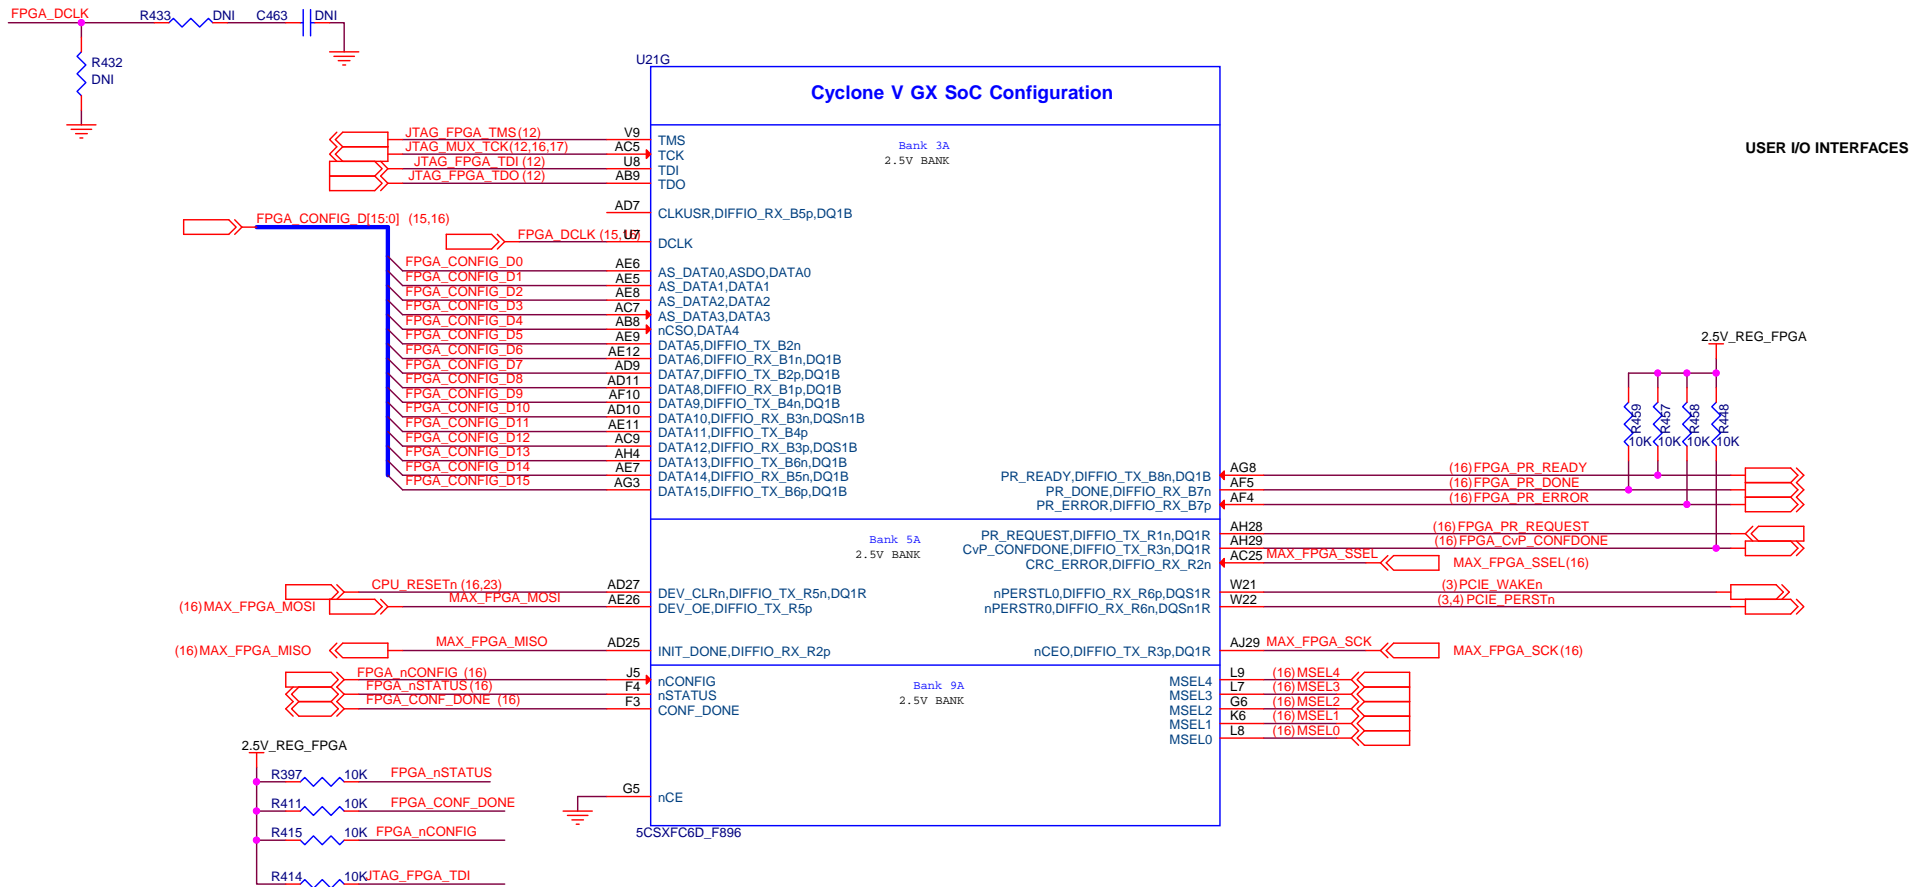 FPGA_DCLK
R433 DNI C463 DNI
R432
DNI
U21G
Cyclone V GX SoC Configuration
USER I/O INTERFACES
Bank 3A
2.5V BANK
JTAG_FPGA_TMS(12) V9 TMS
JTAG_MUX_TCK(12,16,17) AC5 TCK
JTAG_FPGA_TDI (12) U8 TDI
JTAG_FPGA_TDO (12) AB9 TDO
AD7 CLKUSR,DIFFIO_RX_B5p,DQ1B
FPGA_CONFIG_D[15:0] (15,16)
FPGA_DCLK (15,16) U7 DCLK
FPGA_CONFIG_D0 AE6 AS_DATA0,ASDO,DATA0
FPGA_CONFIG_D1 AE5 AS_DATA1,DATA1
FPGA_CONFIG_D2 AE8 AS_DATA2,DATA2
FPGA_CONFIG_D3 AC7 AS_DATA3,DATA3
FPGA_CONFIG_D4 AB8 nCSO,DATA4
FPGA_CONFIG_D5 AE9 DATA5,DIFFIO_TX_B2n
FPGA_CONFIG_D6 AE12 DATA6,DIFFIO_RX_B1n,DQ1B
FPGA_CONFIG_D7 AD9 DATA7,DIFFIO_TX_B2p,DQ1B
FPGA_CONFIG_D8 AD11 DATA8,DIFFIO_RX_B1p,DQ1B
FPGA_CONFIG_D9 AF10 DATA9,DIFFIO_TX_B4n,DQ1B
FPGA_CONFIG_D10 AD10 DATA10,DIFFIO_RX_B3n,DQSn1B
FPGA_CONFIG_D11 AE11 DATA11,DIFFIO_TX_B4p
FPGA_CONFIG_D12 AC9 DATA12,DIFFIO_RX_B3p,DQS1B
FPGA_CONFIG_D13 AH4 DATA13,DIFFIO_TX_B6n,DQ1B
FPGA_CONFIG_D14 AE7 DATA14,DIFFIO_RX_B5n,DQ1B
FPGA_CONFIG_D15 AG3 DATA15,DIFFIO_TX_B6p,DQ1B
2.5V_REG_FPGA
R459 R457 R458 R448
10K 10K 10K 10K
PR_READY,DIFFIO_TX_B8n,DQ1B AG8 (16) FPGA_PR_READY
PR_DONE,DIFFIO_RX_B7n AF5 (16) FPGA_PR_DONE
PR_ERROR,DIFFIO_RX_B7p AF4 (16) FPGA_PR_ERROR
Bank 5A
2.5V BANK
PR_REQUEST,DIFFIO_TX_R1n,DQ1R AH28 (16) FPGA_PR_REQUEST
CvP_CONFDONE,DIFFIO_TX_R3n,DQ1R AH29 (16) FPGA_CvP_CONFDONE
CRC_ERROR,DIFFIO_RX_R2n AC25 MAX_FPGA_SSEL MAX_FPGA_SSEL(16)
CPU_RESETn (16,23) AD27 DEV_CLRn,DIFFIO_TX_R5n,DQ1R
(16) MAX_FPGA_MOSI MAX_FPGA_MOSI AE26 DEV_OE,DIFFIO_TX_R5p
nPERSTL0,DIFFIO_RX_R6p,DQS1R W21 (3) PCIE_WAKEn
nPERSTR0,DIFFIO_RX_R6n,DQSn1R W22 (3,4) PCIE_PERSTn
(16) MAX_FPGA_MISO MAX_FPGA_MISO AD25 INIT_DONE,DIFFIO_RX_R2p
nCEO,DIFFIO_TX_R3p,DQ1R AJ29 MAX_FPGA_SCK MAX_FPGA_SCK(16)
Bank 9A
2.5V BANK
FPGA_nCONFIG (16) J5 nCONFIG
FPGA_nSTATUS (16) F4 nSTATUS
FPGA_CONF_DONE (16) F3 CONF_DONE
MSEL4 L9 (16) MSEL4
MSEL3 L7 (16) MSEL3
MSEL2 G6 (16) MSEL2
MSEL1 K6 (16) MSEL1
MSEL0 L8 (16) MSEL0
2.5V_REG_FPGA
R397 10K FPGA_nSTATUS
R411 10K FPGA_CONF_DONE
R415 10K FPGA_nCONFIG
R414 10K JTAG_FPGA_TDI
G5 nCE
5CSXFC6D_F896